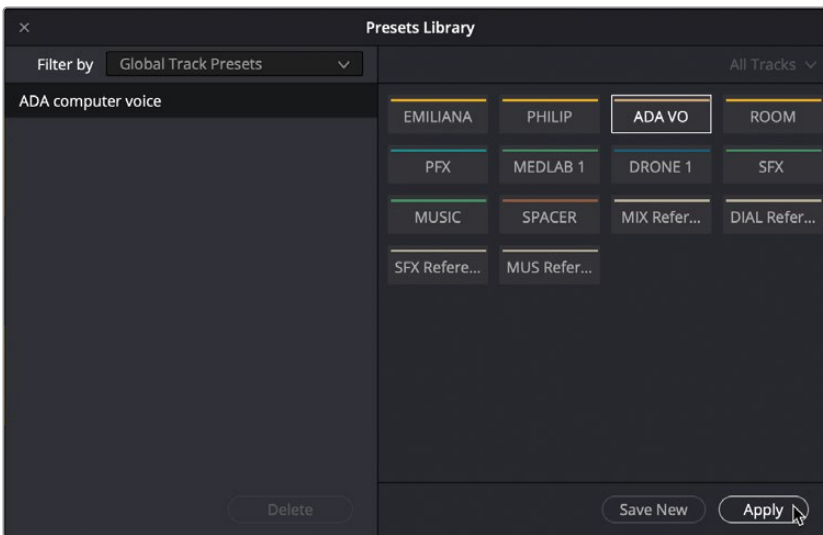 Presets Library
Filter by Global Track Presets
All Tracks
ADA computer voice
EMILIANA PHILIP ADA VO ROOM
PFX MEDLAB 1 DRONE 1 SFX
MUSIC SPACER MIX Refer... DIAL Refer...
SFX Refere... MUS Refer...
Delete Save New Apply